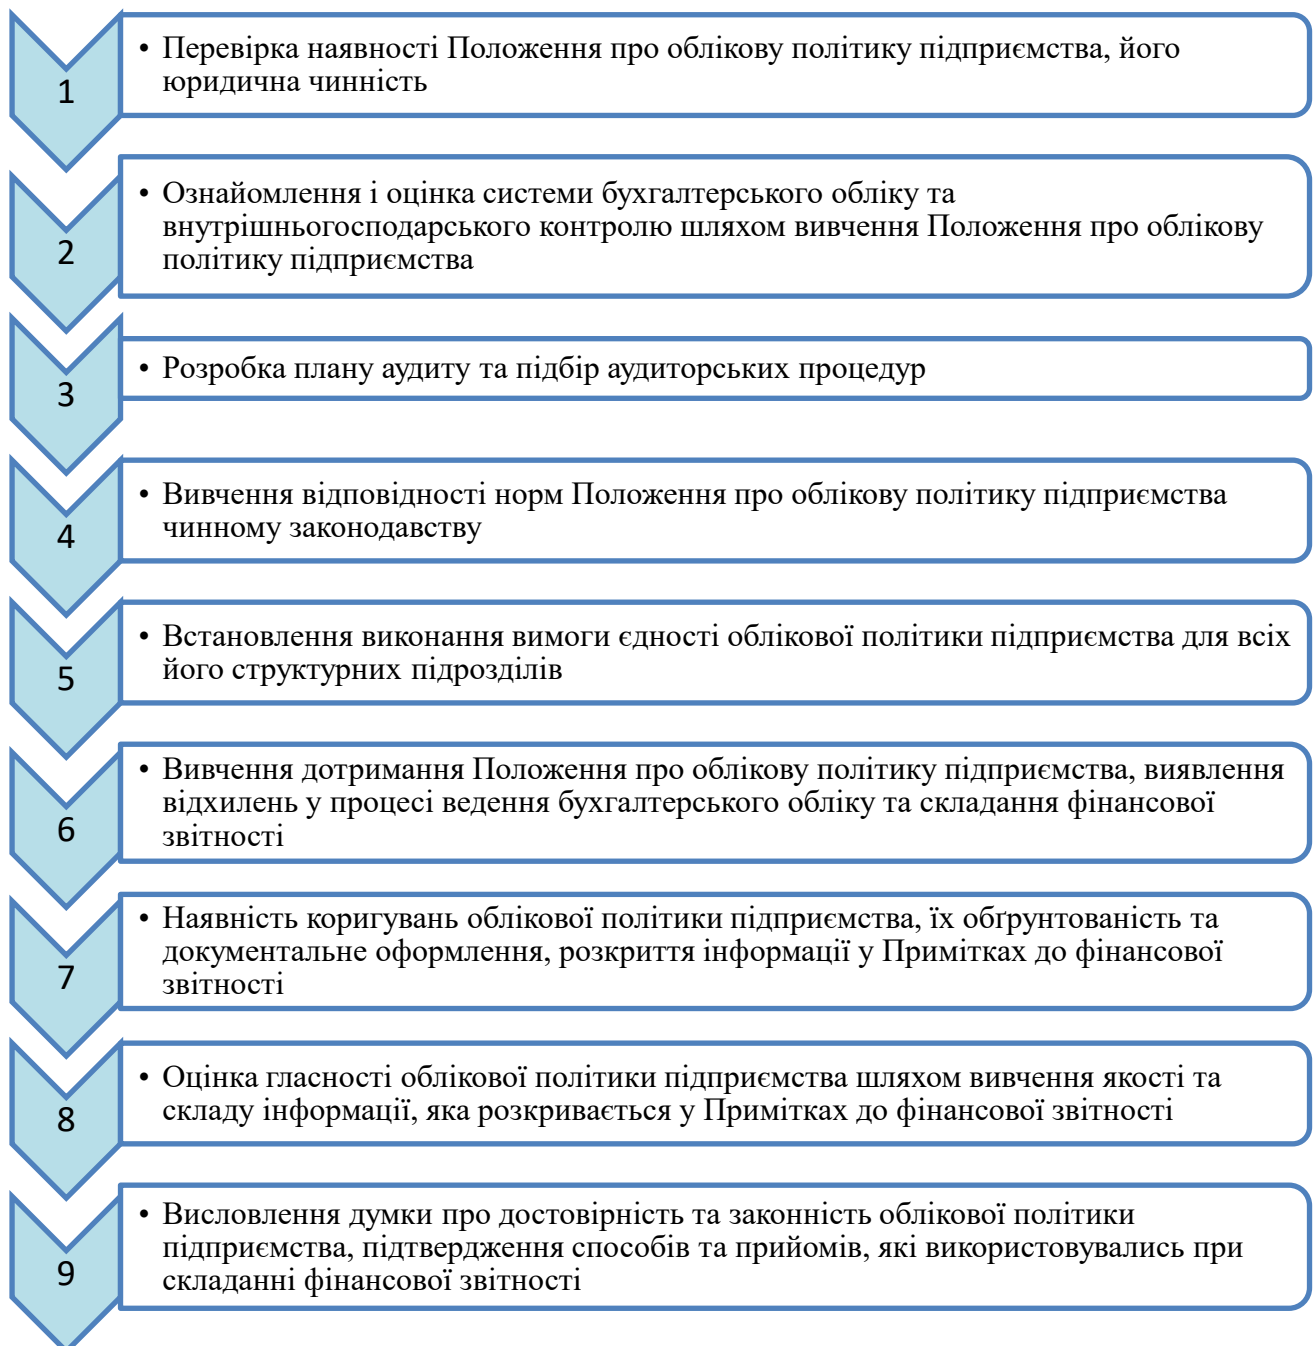 1
• Перевірка наявності Положення про облікову політику підприємства, його
юридична чинність
2
• Ознайомлення і оцінка системи бухгалтерського обліку та
внутрішньогосподарського контролю шляхом вивчення Положення про облікову
політику підприємства
3
• Розробка плану аудиту та підбір аудиторських процедур
4
• Вивчення відповідності норм Положення про облікову політику підприємства
чинному законодавству
5
• Встановлення виконання вимоги єдності облікової політики підприємства для всіх
його структурних підрозділів
6
• Вивчення дотримання Положення про облікову політику підприємства, виявлення
відхилень у процесі ведення бухгалтерського обліку та складання фінансової
звітності
7
• Наявність коригувань облікової політики підприємства, їх обґрунтованість та
документальне оформлення, розкриття інформації у Примітках до фінансової
звітності
8
• Оцінка гласності облікової політики підприємства шляхом вивчення якості та
складу інформації, яка розкривається у Примітках до фінансової звітності
9
• Висловлення думки про достовірність та законність облікової політики
підприємства, підтвердження способів та прийомів, які використовувались при
складанні фінансової звітності